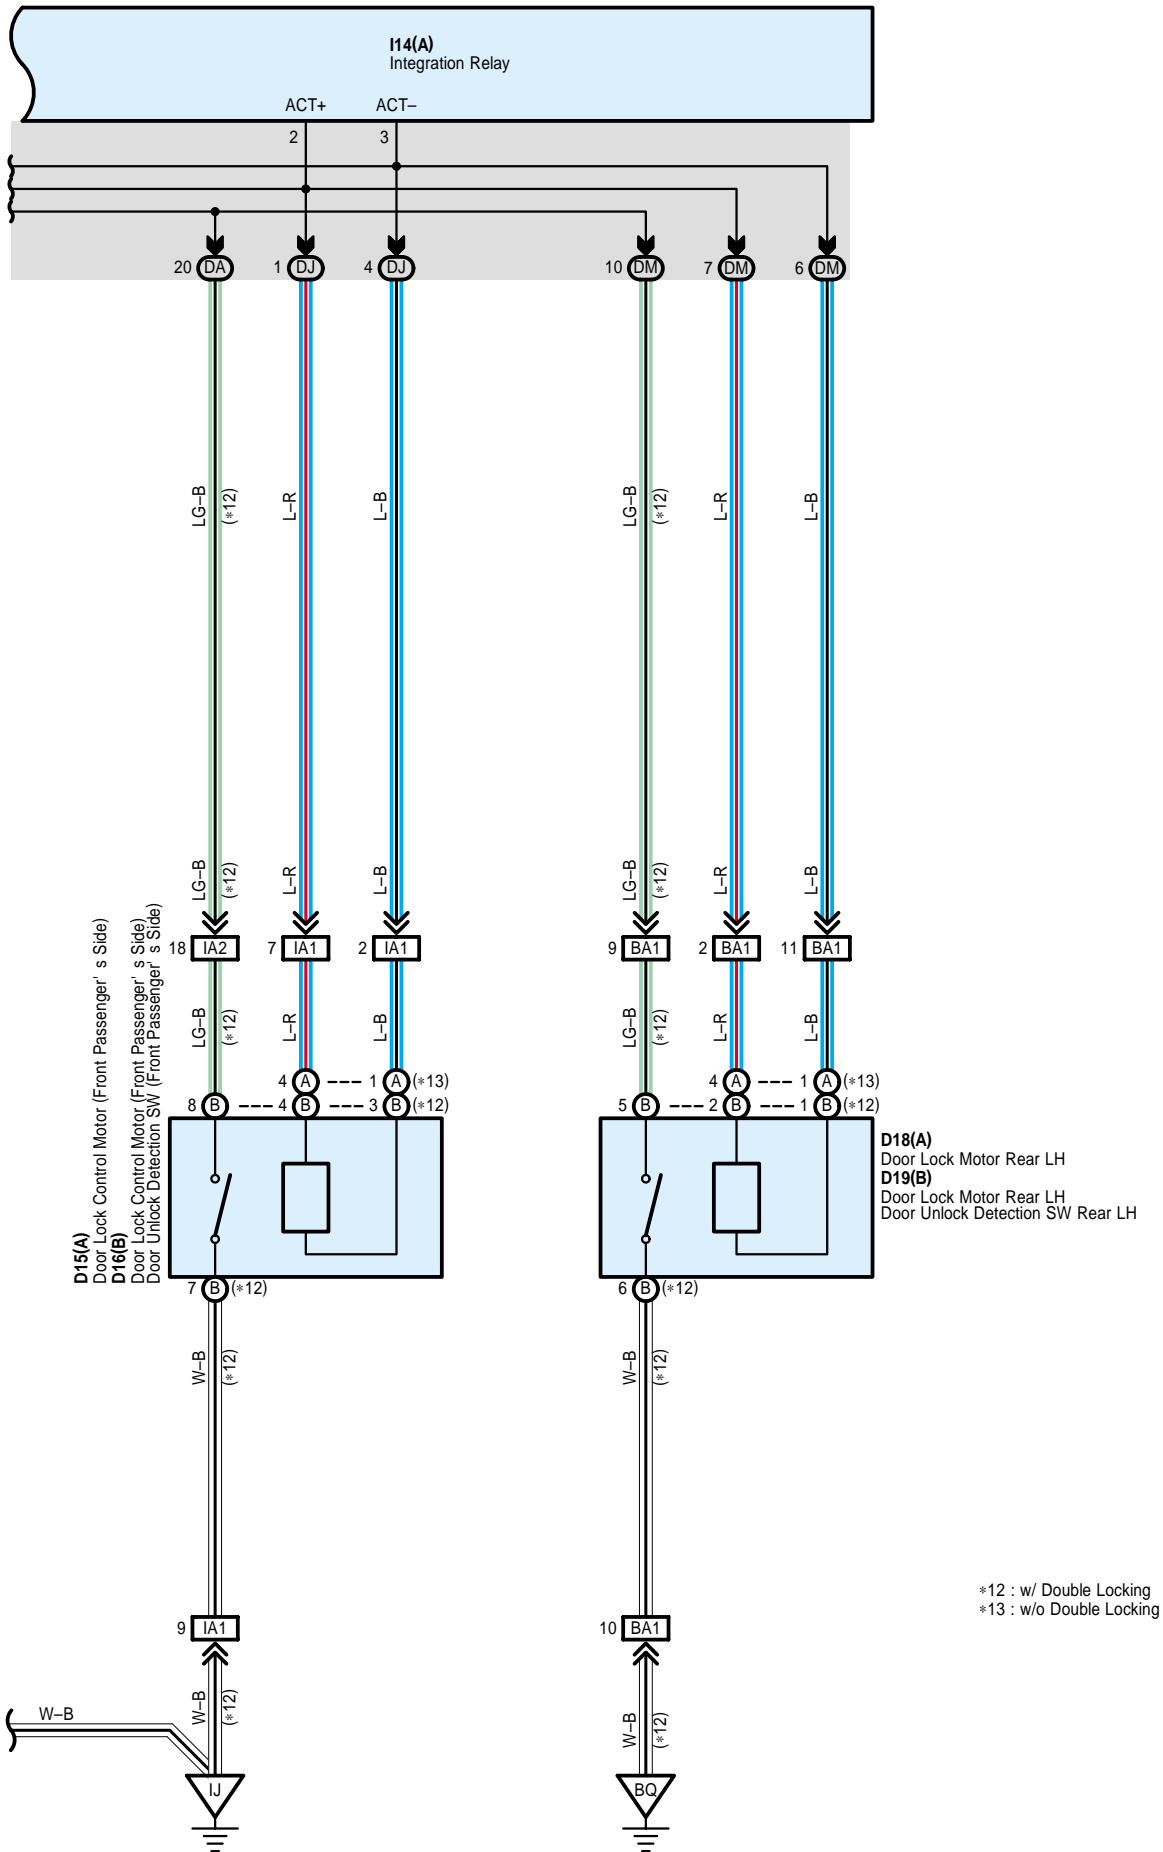 I14(A)
Integration Relay
ACT+ ACT–
2 3
20 DA 1 DJ 4 DJ 10 DM 7 DM 6 DM
LG–B (*12) L–R L–B LG–B (*12) L–R L–B
LG–B (*12) L–R L–B LG–B (*12) L–R L–B
18 IA2 7 IA1 2 IA1 9 BA1 2 BA1 11 BA1
LG–B (*12) L–R L–B LG–B (*12) L–R L–B
4 A 1 A (*13) 4 A 1 A (*13)
8 B 4 B 3 B (*12) 5 B 2 B 1 B (*12)
D15(A)
Door Lock Control Motor (Front Passenger' s Side)
D16(B)
Door Lock Control Motor (Front Passenger' s Side)
Door Unlock Detection SW (Front Passenger' s Side)
D18(A)
Door Lock Motor Rear LH
D19(B)
Door Lock Motor Rear LH
Door Unlock Detection SW Rear LH
7 B (*12) 6 B (*12)
W–B (*12) W–B (*12)
*12 : w/ Double Locking
*13 : w/o Double Locking
9 IA1 10 BA1
W–B W–B (*12) W–B (*12)
IJ BQ